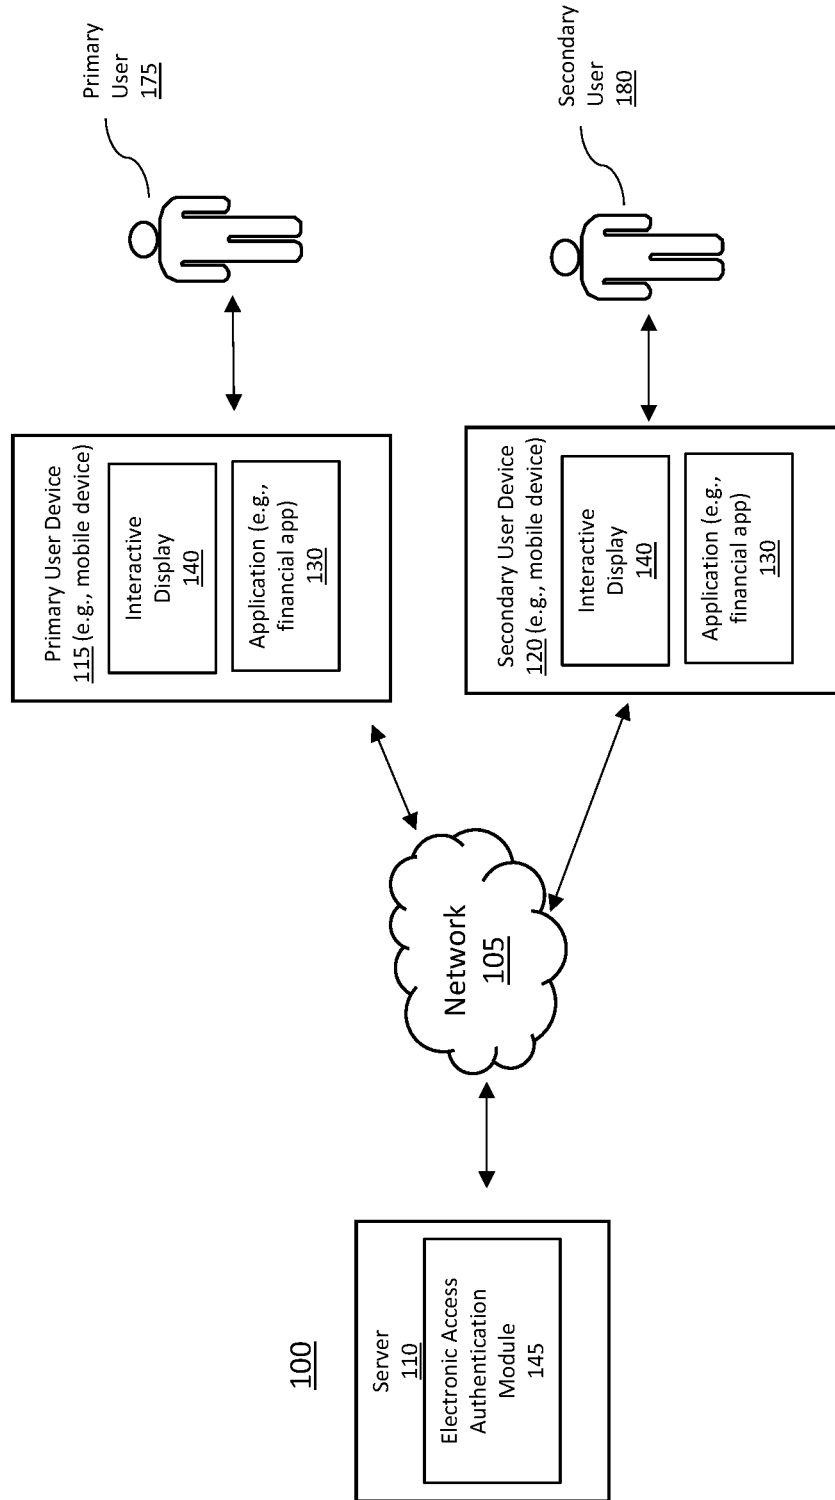 100
Server
110
Electronic Access
Authentication
Module
145
Network
105
Primary User Device
115 (e.g., mobile device)
Interactive
Display
140
Application (e.g.,
financial app)
130
Primary
User
175
Secondary User Device
120 (e.g., mobile device)
Interactive
Display
140
Application (e.g.,
financial app)
130
Secondary
User
180